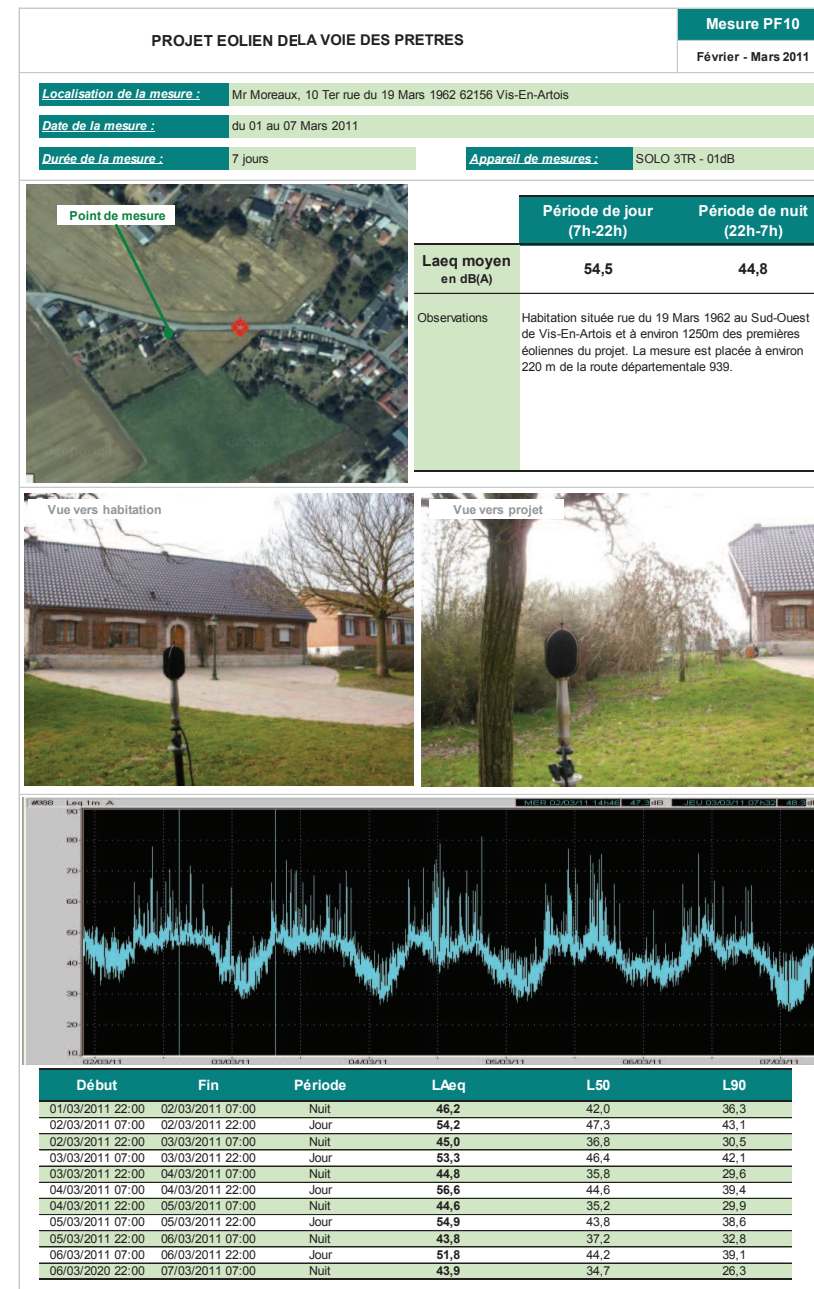 PROJET EOLIEN DELA VOIE DES PRETRES
Mesure PF10
Février - Mars 2011
Localisation de la mesure : Mr Moreaux, 10 Ter rue du 19 Mars 1962 62156 Vis-En-Artois
Date de la mesure : du 01 au 07 Mars 2011
Durée de la mesure : 7 jours Appareil de mesures : SOLO 3TR - 01dB
Point de mesure
Période de jour (7h-22h) Période de nuit (22h-7h)
Laeq moyen en dB(A) 54,5 44,8
Observations
Habitation située rue du 19 Mars 1962 au Sud-Ouest
de Vis-En-Artois et à environ 1250m des premières
éoliennes du projet. La mesure est placée à environ
220 m de la route départementale 939.
Vue vers habitation
Vue vers projet
#988 Leq 1m A MER 02/03/11 14h46 47.3 dB JEU 03/03/11 07h32 48.3
90
80
70
60
50
40
30
20
10
02/03/11 03/03/11 04/03/11 05/03/11 06/03/11 07/03/11
Début Fin Période LAeq L50 L90
01/03/2011 22:00 02/03/2011 07:00 Nuit 46,2 42,0 36,3
02/03/2011 07:00 02/03/2011 22:00 Jour 54,2 47,3 43,1
02/03/2011 22:00 03/03/2011 07:00 Nuit 45,0 36,8 30,5
03/03/2011 07:00 03/03/2011 22:00 Jour 53,3 46,4 42,1
03/03/2011 22:00 04/03/2011 07:00 Nuit 44,8 35,8 29,6
04/03/2011 07:00 04/03/2011 22:00 Jour 56,6 44,6 39,4
04/03/2011 22:00 05/03/2011 07:00 Nuit 44,6 35,2 29,9
05/03/2011 07:00 05/03/2011 22:00 Jour 54,9 43,8 38,6
05/03/2011 22:00 06/03/2011 07:00 Nuit 43,8 37,2 32,8
06/03/2011 07:00 06/03/2011 22:00 Jour 51,8 44,2 39,1
06/03/2020 22:00 07/03/2011 07:00 Nuit 43,9 34,7 26,3